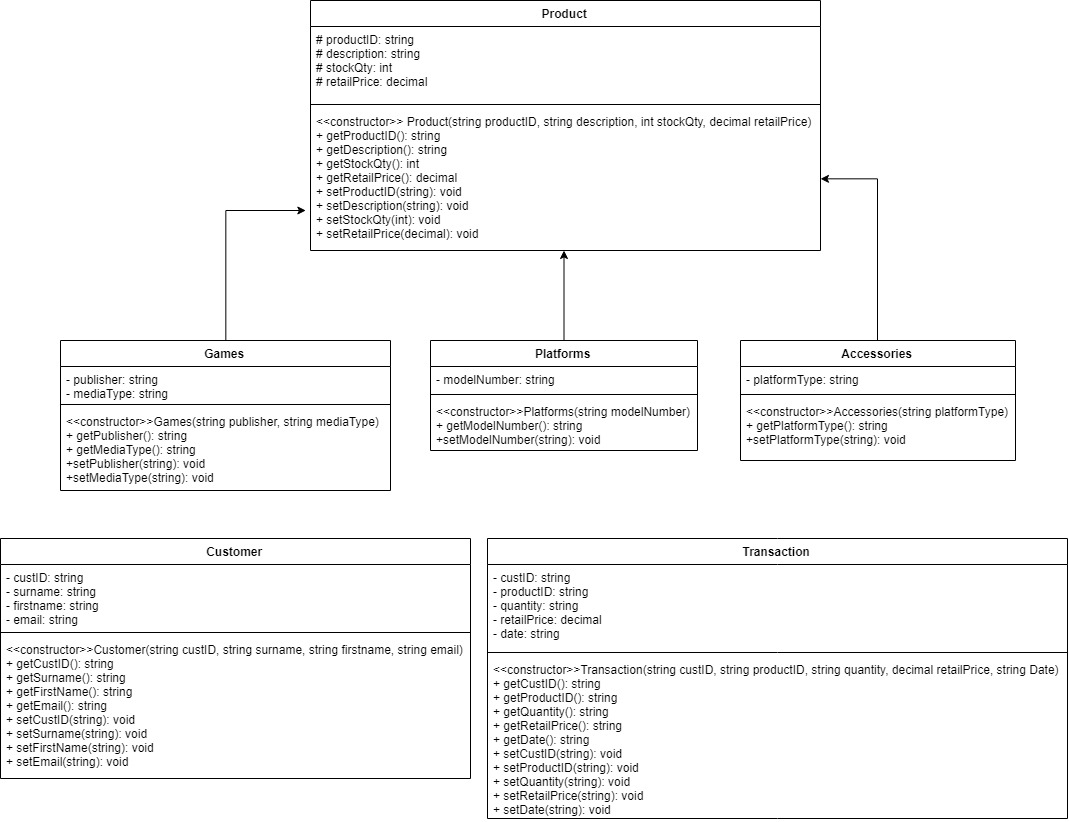 Product
# productID: string
# description: string
# stockQty: int
# retailPrice: decimal
<<constructor>> Product(string productID, string description, int stockQty, decimal retailPrice)
+ getProductID(): string
+ getDescription(): string
+ getStockQty(): int
+ getRetailPrice(): decimal
+ setProductID(string): void
+ setDescription(string): void
+ setStockQty(int): void
+ setRetailPrice(decimal): void
Games
- publisher: string
- mediaType: string
<<constructor>>Games(string publisher, string mediaType)
+ getPublisher(): string
+ getMediaType(): string
+setPublisher(string): void
+setMediaType(string): void
Platforms
- modelNumber: string
<<constructor>>Platforms(string modelNumber)
+ getModelNumber(): string
+setModelNumber(string): void
Accessories
- platformType: string
<<constructor>>Accessories(string platformType)
+ getPlatformType(): string
+setPlatformType(string): void
Customer
- custID: string
- surname: string
- firstname: string
- email: string
<<constructor>>Customer(string custID, string surname, string firstname, string email)
+ getCustID(): string
+ getSurname(): string
+ getFirstName(): string
+ getEmail(): string
+ setCustID(string): void
+ setSurname(string): void
+ setFirstName(string): void
+ setEmail(string): void
Transaction
- custID: string
- productID: string
- quantity: string
- retailPrice: decimal
- date: string
<<constructor>>Transaction(string custID, string productID, string quantity, decimal retailPrice, string Date)
+ getCustID(): string
+ getProductID(): string
+ getQuantity(): string
+ getRetailPrice(): string
+ getDate(): string
+ setCustID(string): void
+ setProductID(string): void
+ setQuantity(string): void
+ setRetailPrice(string): void
+ setDate(string): void